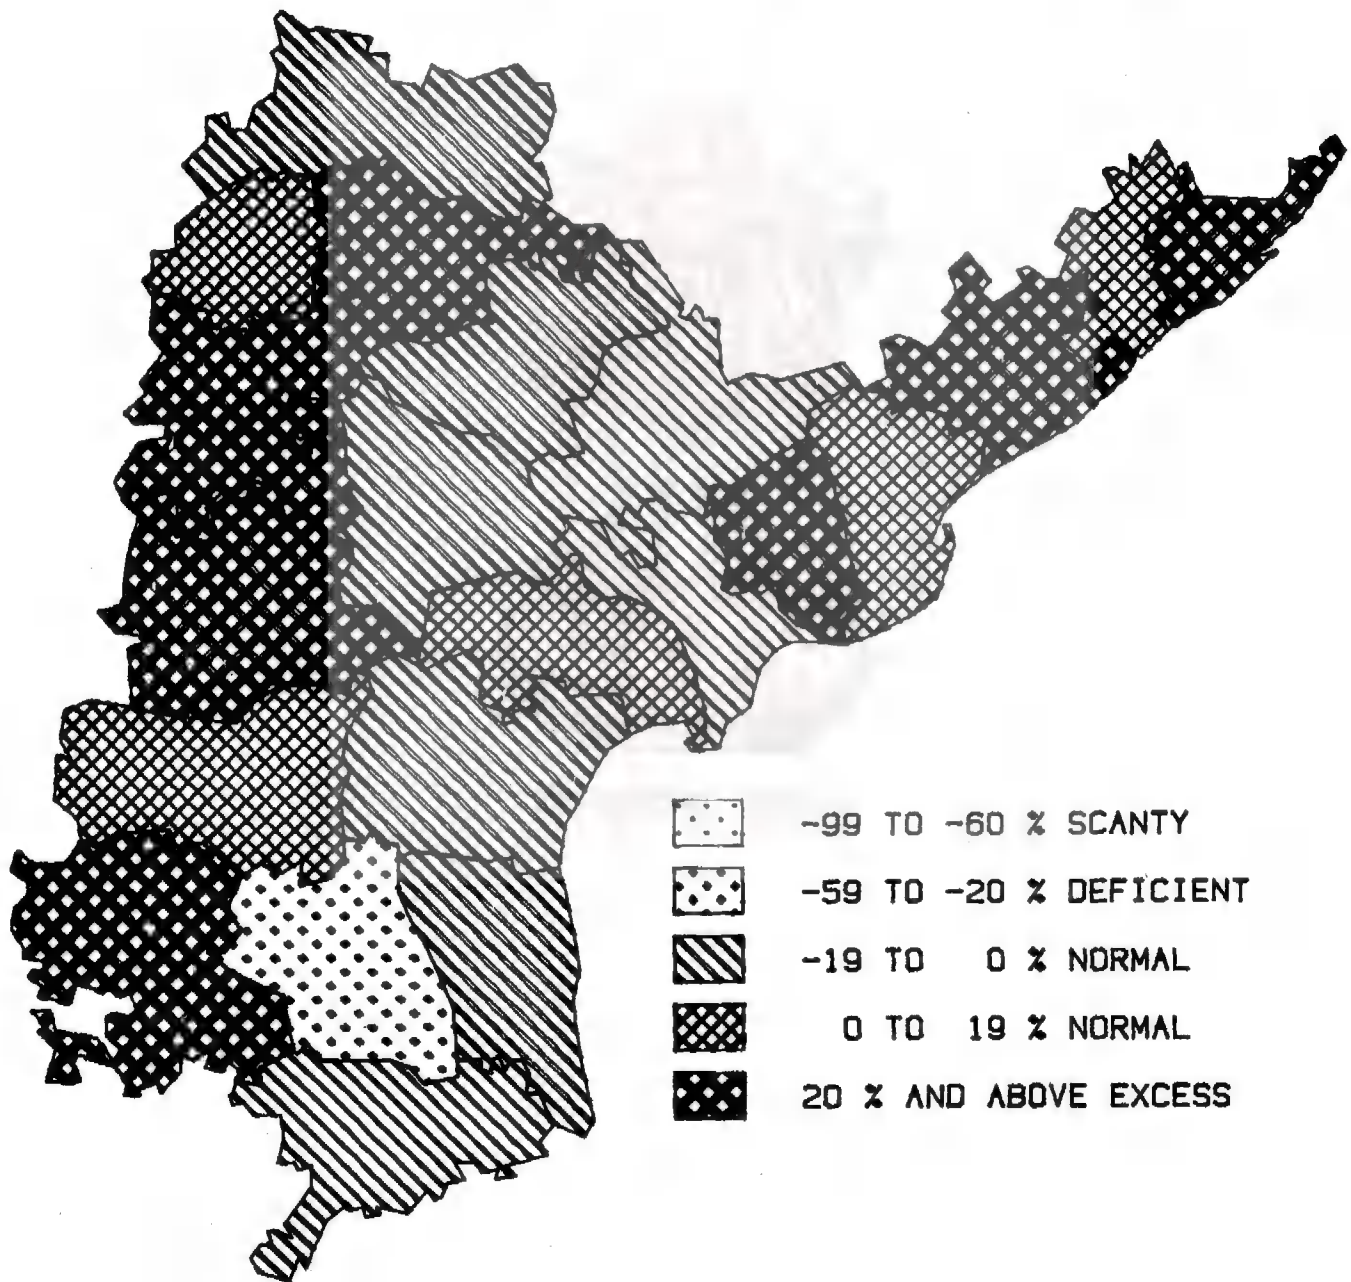 -99 TO -60 % SCANTY
-59 TO -20 % DEFICIENT
-19 TO 0 % NORMAL
0 TO 19 % NORMAL
20 % AND ABOVE EXCESS